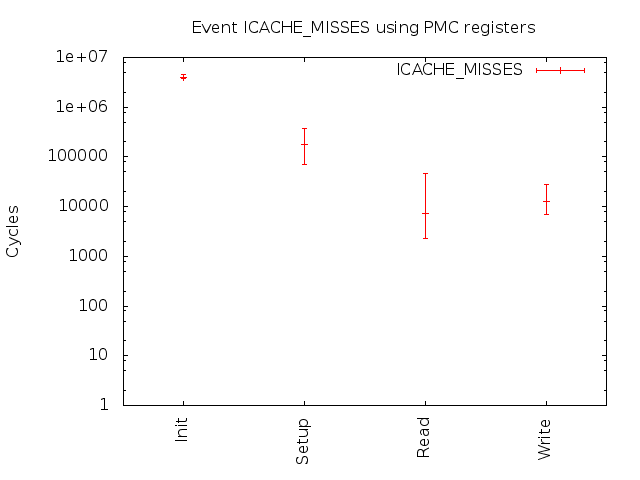 Event ICACHE_MISSES using PMC registers
ICACHE_MISSES
1e+07
1e+06
100000
10000
1000
100
10
1
Cycles
Init
Setup
Read
Write